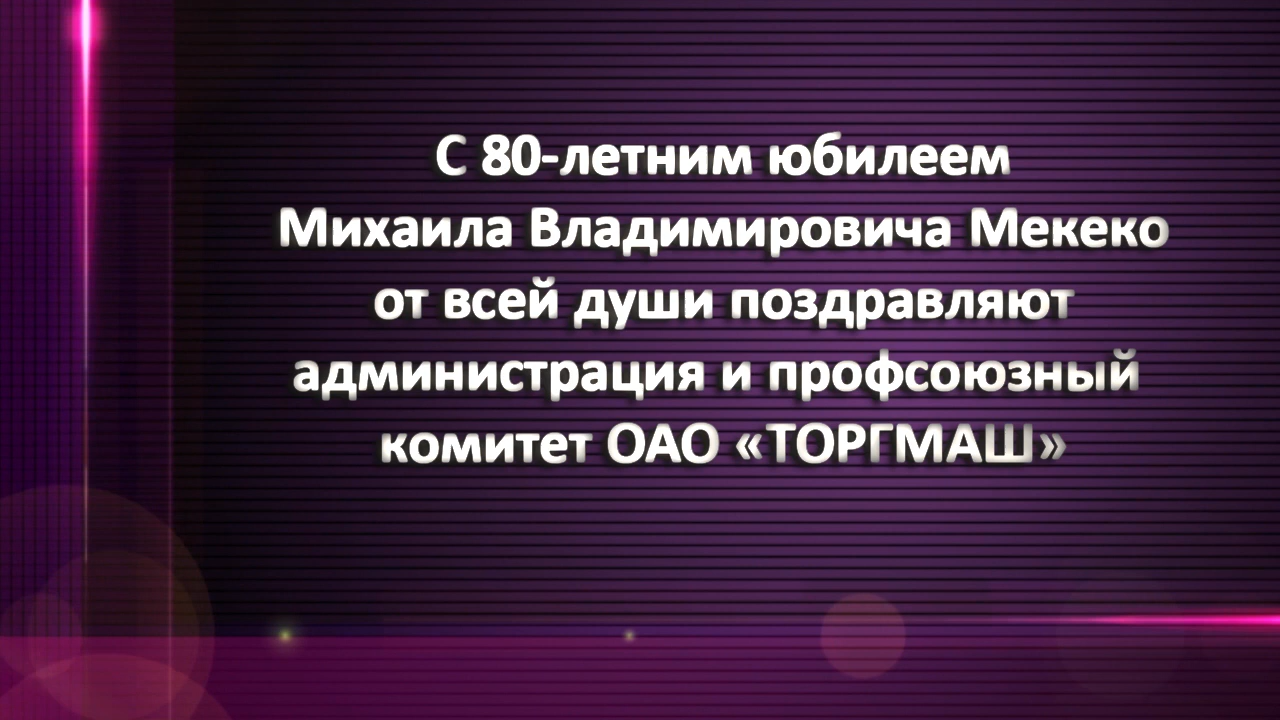 С 80-летним юбилеем
Михаила Владимировича Мекеко
от всей души поздравляют
администрация и профсоюзный
комитет ОАО «ТОРГМАШ»